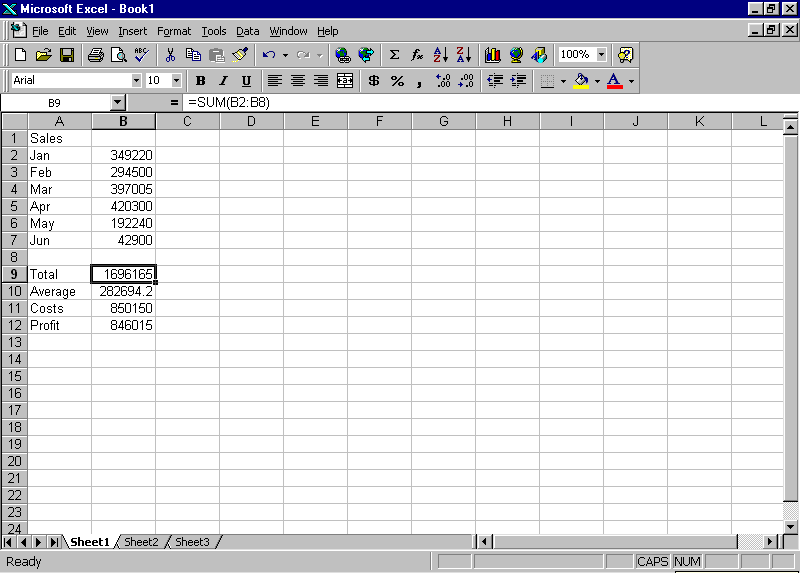 Microsoft Excel - Book1
File Edit View Insert Format Tools Data Window Help
100%
Arial 10 B I U $ % ,
B9 = =SUM(B2:B8)
A B C D E F G H I J K L
1 Sales
2 Jan 349220
3 Feb 294500
4 Mar 397005
5 Apr 420300
6 May 192240
7 Jun 42900
8
9 Total 1696165
10 Average 282694.2
11 Costs 850150
12 Profit 846015
13
14
15
16
17
18
19
20
21
22
23
24
Sheet1 Sheet2 Sheet3
Ready CAPS NUM